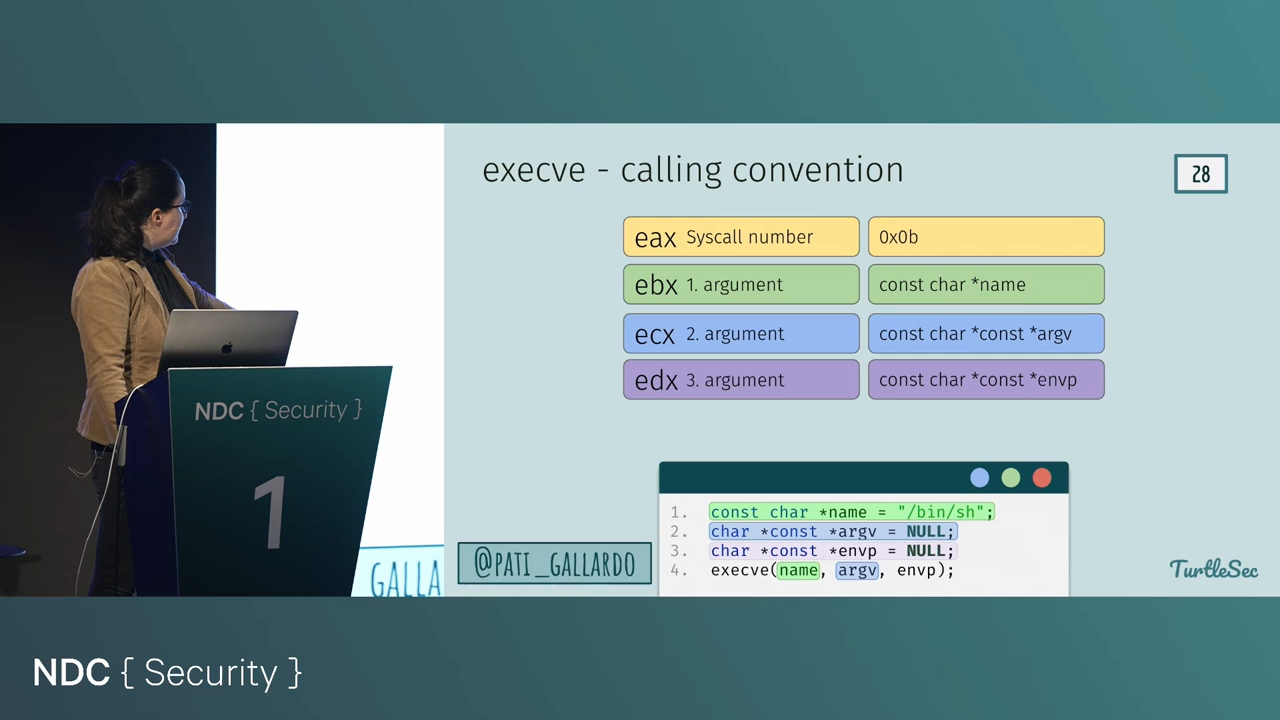 execve - calling convention
28
eax Syscall number
0x0b
ebx 1. argument
const char *name
ecx 2. argument
const char *const *argv
edx 3. argument
const char *const *envp
1. const char *name = "/bin/sh";
2. char *const *argv = NULL;
3. char *const *envp = NULL;
4. execve(name, argv, envp);
@PATI_GALLARDO
TurtleSec
NDC { Security }
1
GALLA
NDC { Security }